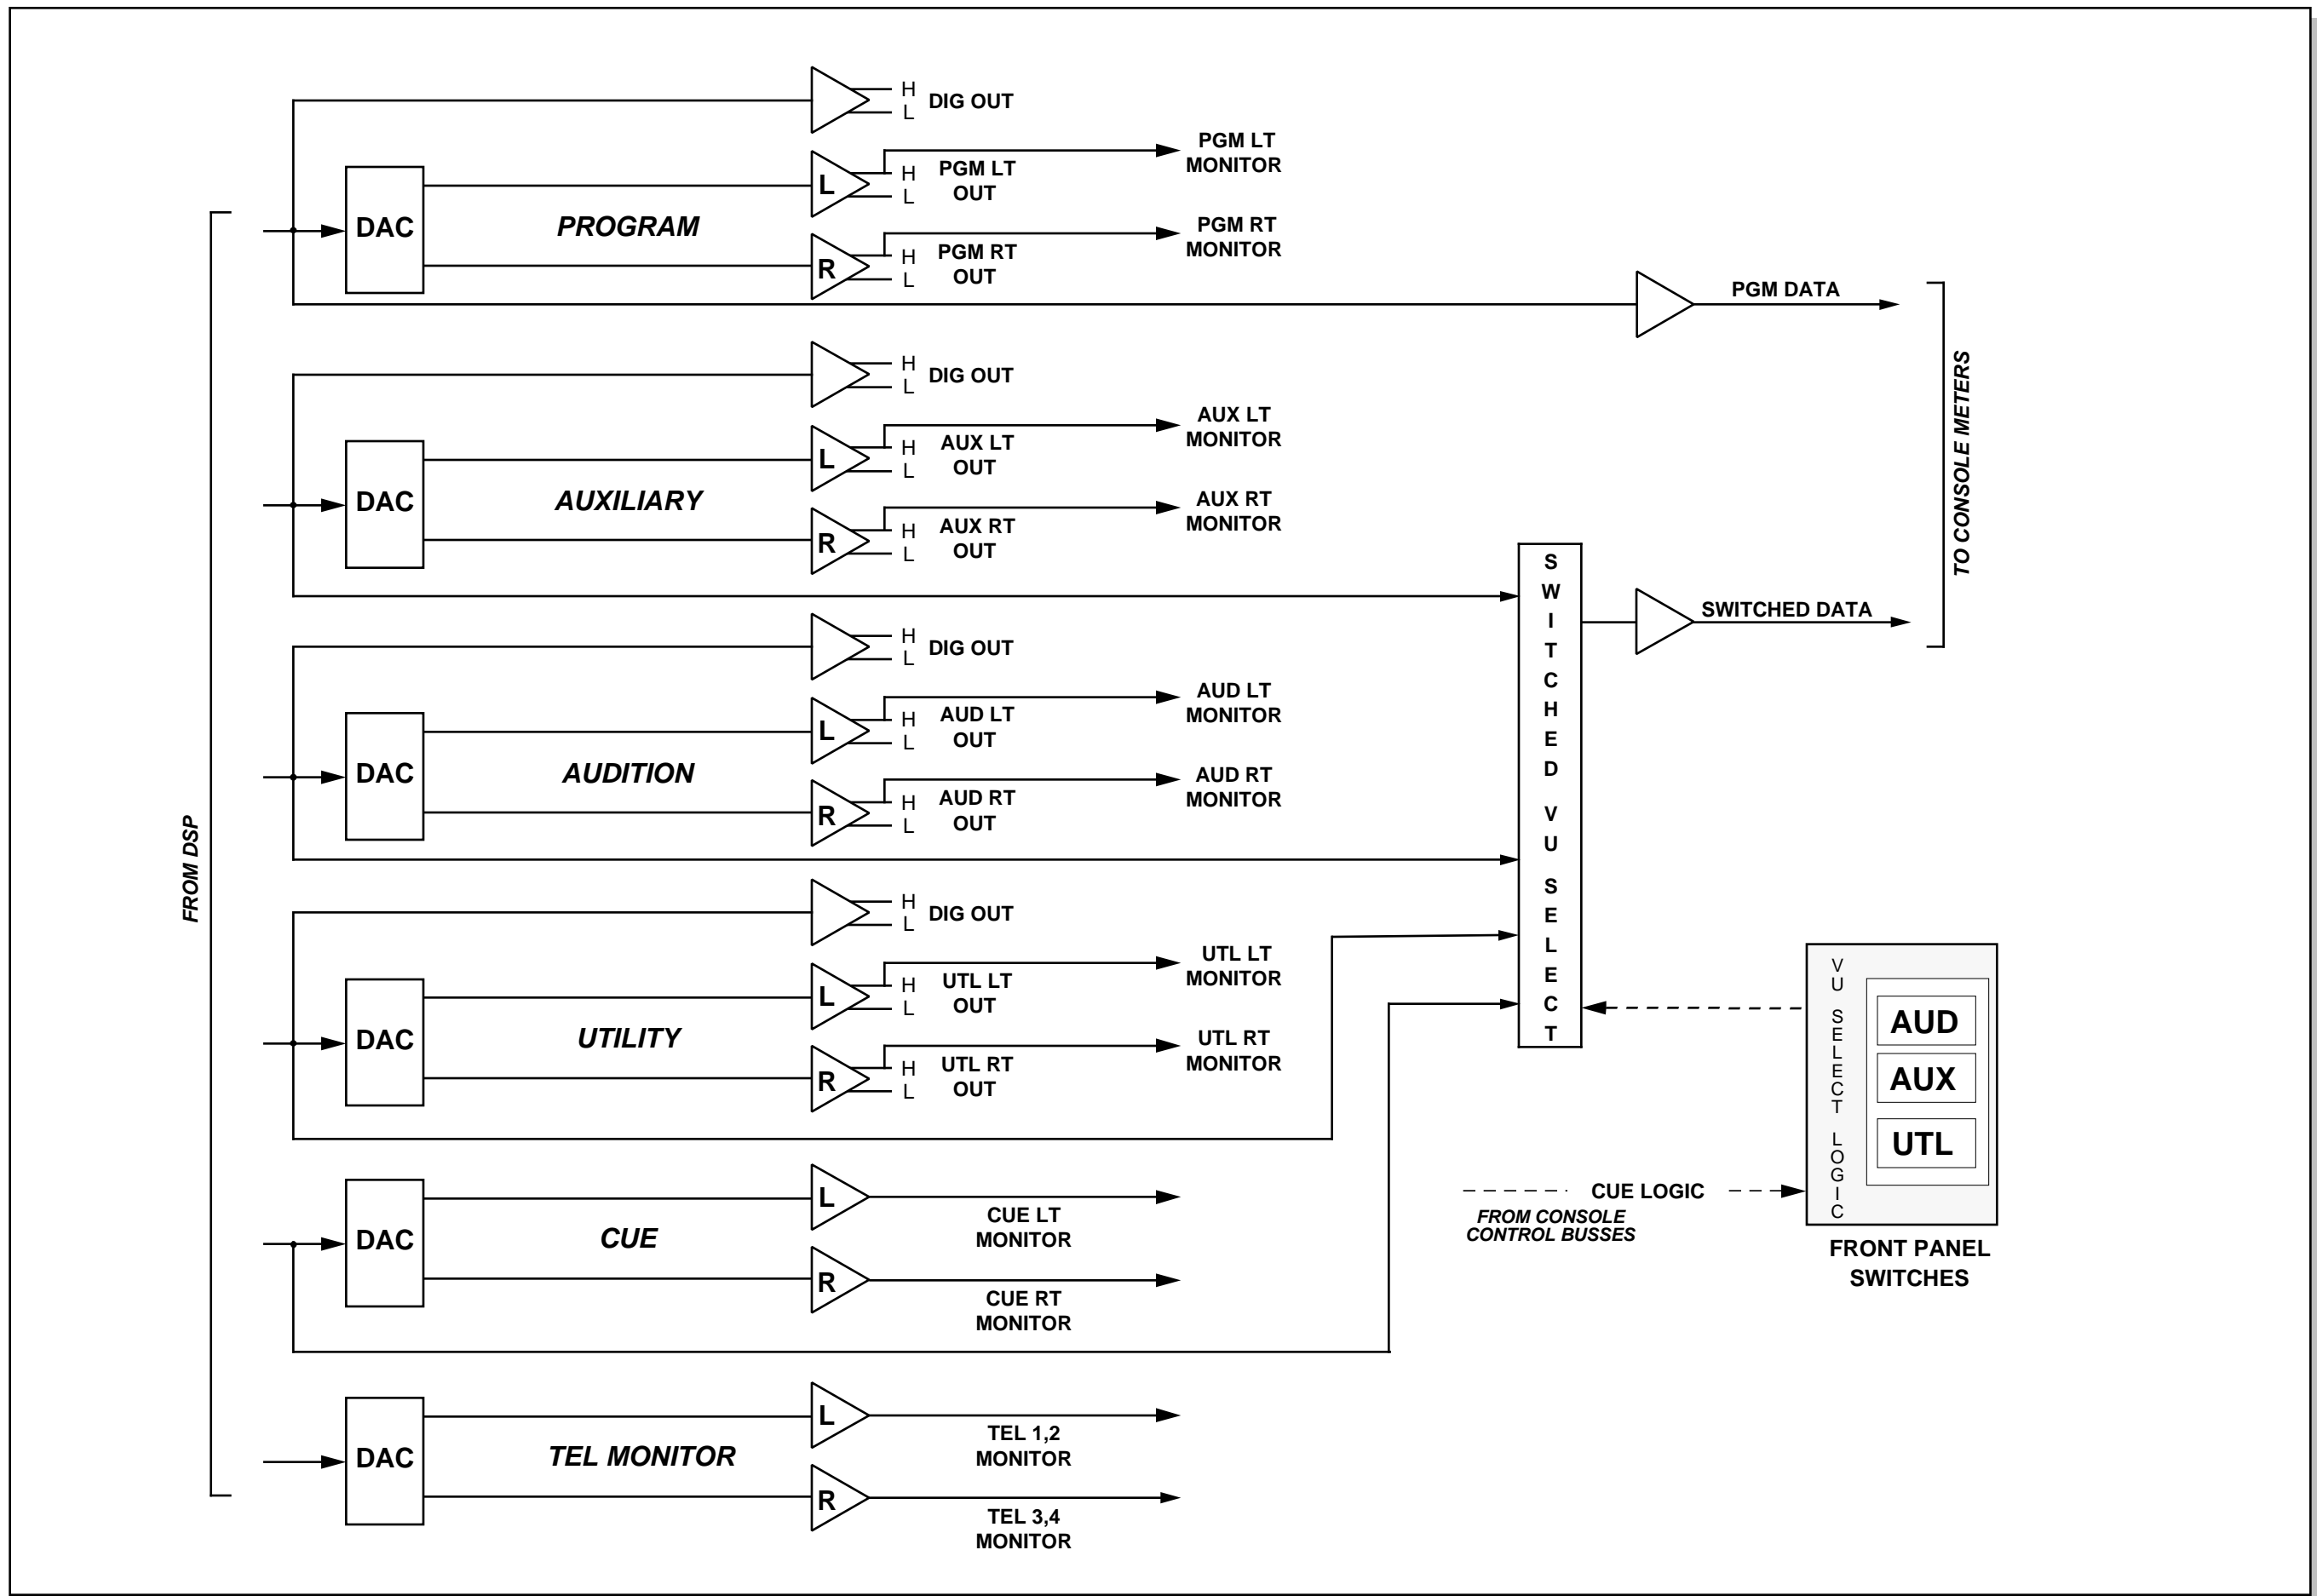 FROM DSP
H
L
DIG OUT
DAC
PROGRAM
L
H
L
PGM LT
OUT
PGM LT
MONITOR
R
H
L
PGM RT
OUT
PGM RT
MONITOR
PGM DATA
H
L
DIG OUT
DAC
AUXILIARY
L
H
L
AUX LT
OUT
AUX LT
MONITOR
R
H
L
AUX RT
OUT
AUX RT
MONITOR
TO CONSOLE METERS
SWITCHED VU SELECT
SWITCHED DATA
H
L
DIG OUT
DAC
AUDITION
L
H
L
AUD LT
OUT
AUD LT
MONITOR
R
H
L
AUD RT
OUT
AUD RT
MONITOR
H
L
DIG OUT
DAC
UTILITY
L
H
L
UTL LT
OUT
UTL LT
MONITOR
R
H
L
UTL RT
OUT
UTL RT
MONITOR
VU SELECT LOGIC
AUD
AUX
UTL
CUE LOGIC
FROM CONSOLE
CONTROL BUSSES
FRONT PANEL
SWITCHES
DAC
CUE
L
CUE LT
MONITOR
R
CUE RT
MONITOR
DAC
TEL MONITOR
L
TEL 1,2
MONITOR
R
TEL 3,4
MONITOR